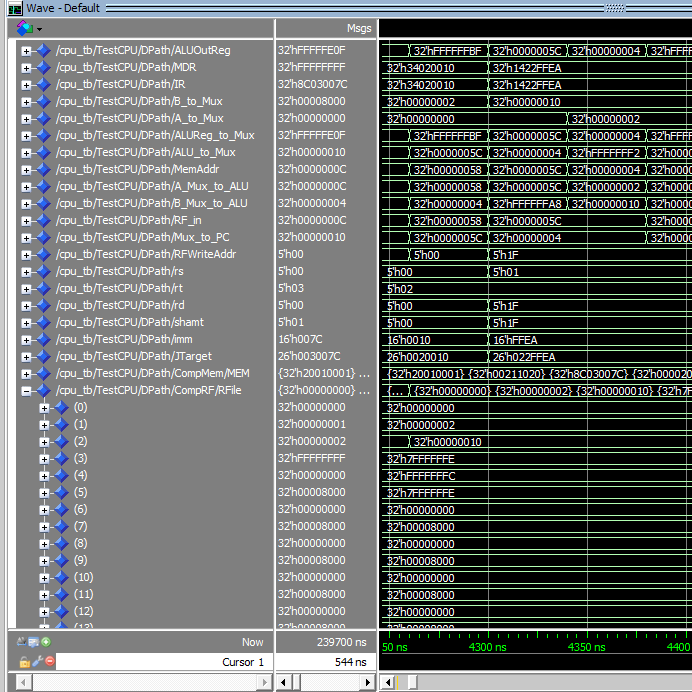 Wave - Default
Msgs
/cpu_tb/TestCPU/DPath/ALUOutReg 32'hFFFFFE0F 32'hFFFFFFBF 32'h0000005C 32'h00000004 32'hFFFF
/cpu_tb/TestCPU/DPath/MDR 32'hFFFFFFFF 32'h34020010 32'h1422FFEA
/cpu_tb/TestCPU/DPath/IR 32'h8C03007C 32'h34020010 32'h1422FFEA
/cpu_tb/TestCPU/DPath/B_to_Mux 32'h00008000 32'h00000002 32'h00000010
/cpu_tb/TestCPU/DPath/A_to_Mux 32'h00000000 32'h00000000 32'h00000002
/cpu_tb/TestCPU/DPath/ALUReg_to_Mux 32'hFFFFFE0F 32'hFFFFFFBF 32'h0000005C 32'h00000004 32'hFFFF
/cpu_tb/TestCPU/DPath/ALU_to_Mux 32'h00000010 32'h0000005C 32'h00000004 32'hFFFFFFF2 32'h0000
/cpu_tb/TestCPU/DPath/MemAddr 32'h0000000C 32'h00000058 32'h0000005C 32'h00000004 32'h0000
/cpu_tb/TestCPU/DPath/A_Mux_to_ALU 32'h0000000C 32'h00000058 32'h0000005C 32'h00000002 32'h0000
/cpu_tb/TestCPU/DPath/B_Mux_to_ALU 32'h00000004 32'h00000004 32'hFFFFFFA8 32'h00000010 32'h0000
/cpu_tb/TestCPU/DPath/RF_in 32'h0000000C 32'h00000058 32'h0000005C 32'h0000
/cpu_tb/TestCPU/DPath/Mux_to_PC 32'h00000010 32'h0000005C 32'h00000004 32'h0000
/cpu_tb/TestCPU/DPath/RFWriteAddr 5'h00 5'h00 5'h1F
/cpu_tb/TestCPU/DPath/rs 5'h00 5'h00 5'h01
/cpu_tb/TestCPU/DPath/rt 5'h03 5'h02
/cpu_tb/TestCPU/DPath/rd 5'h00 5'h00 5'h1F
/cpu_tb/TestCPU/DPath/shamt 5'h01 5'h00 5'h1F
/cpu_tb/TestCPU/DPath/imm 16'h007C 16'h0010 16'hFFEA
/cpu_tb/TestCPU/DPath/JTarget 26'h003007C 26'h0020010 26'h022FFEA
/cpu_tb/TestCPU/DPath/CompMem/MEM {32'h20010001} ... {32'h20010001} {32'h00211020} {32'h8C03007C} {32'h000020
/cpu_tb/TestCPU/DPath/CompRF/RFile {32'h00000000} ... {... {32'h00000000} {32'h00000002} {32'h00000010} {32'h7F
(0) 32'h00000000 32'h00000000
(1) 32'h00000001 32'h00000002
(2) 32'h00000002 32'h00000010
(3) 32'hFFFFFFFF 32'h7FFFFFFE
(4) 32'h00000000 32'hFFFFFFFC
(5) 32'h00008000 32'h7FFFFFFE
(6) 32'h00000000 32'h00000000
(7) 32'h00008000 32'h00008000
(8) 32'h00000000 32'h00000000
(9) 32'h00008000 32'h00008000
(10) 32'h00000000 32'h00000000
(11) 32'h00008000 32'h00008000
(12) 32'h00000000 32'h00000000
(13) 32'h00008000 32'h00008000
Now 239700 ns 50 ns 4300 ns 4350 ns 4400
Cursor 1 544 ns